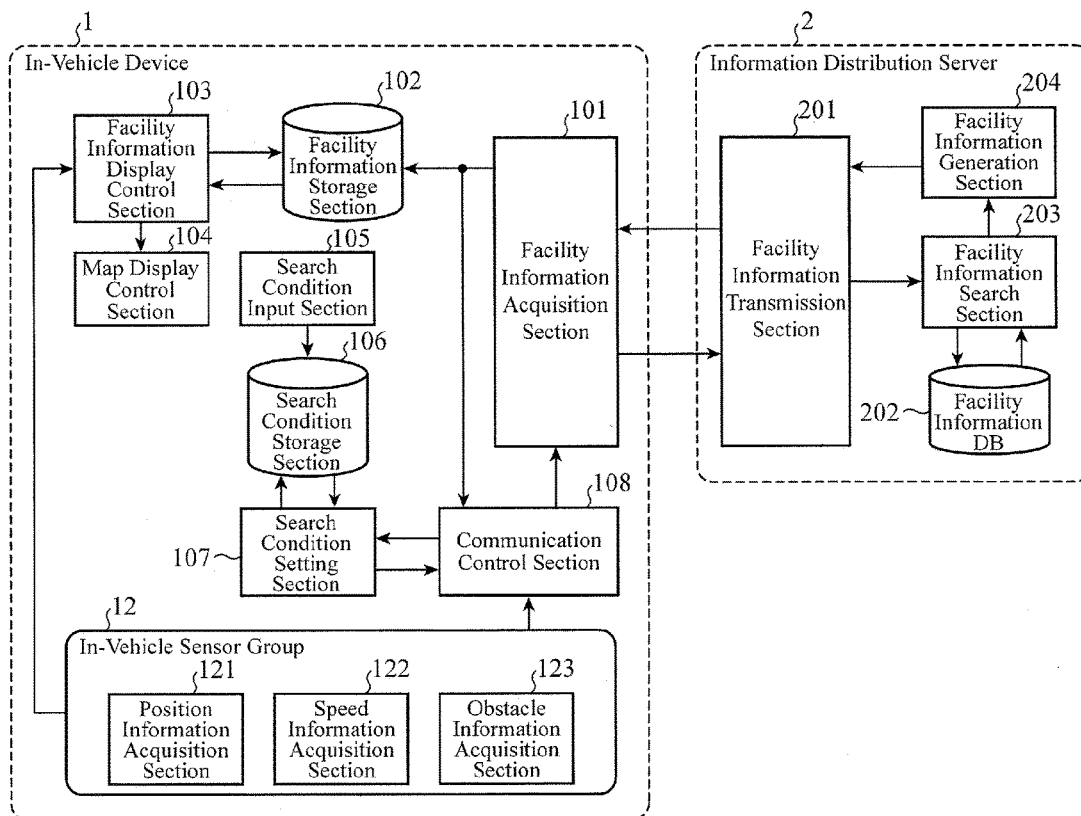 1
In-Vehicle Device
103
Facility
Information
Display
Control
Section
102
Facility
Information
Storage
Section
101
Facility
Information
Acquisition
Section
104
Map Display
Control
Section
105
Search
Condition
Input Section
106
Search
Condition
Storage
Section
107
Search
Condition
Setting
Section
108
Communication
Control Section
12
In-Vehicle Sensor Group
121
Position
Information
Acquisition
Section
122
Speed
Information
Acquisition
Section
123
Obstacle
Information
Acquisition
Section
2
Information Distribution Server
201
Facility
Information
Transmission
Section
204
Facility
Information
Generation
Section
203
Facility
Information
Search
Section
202
Facility
Information
DB